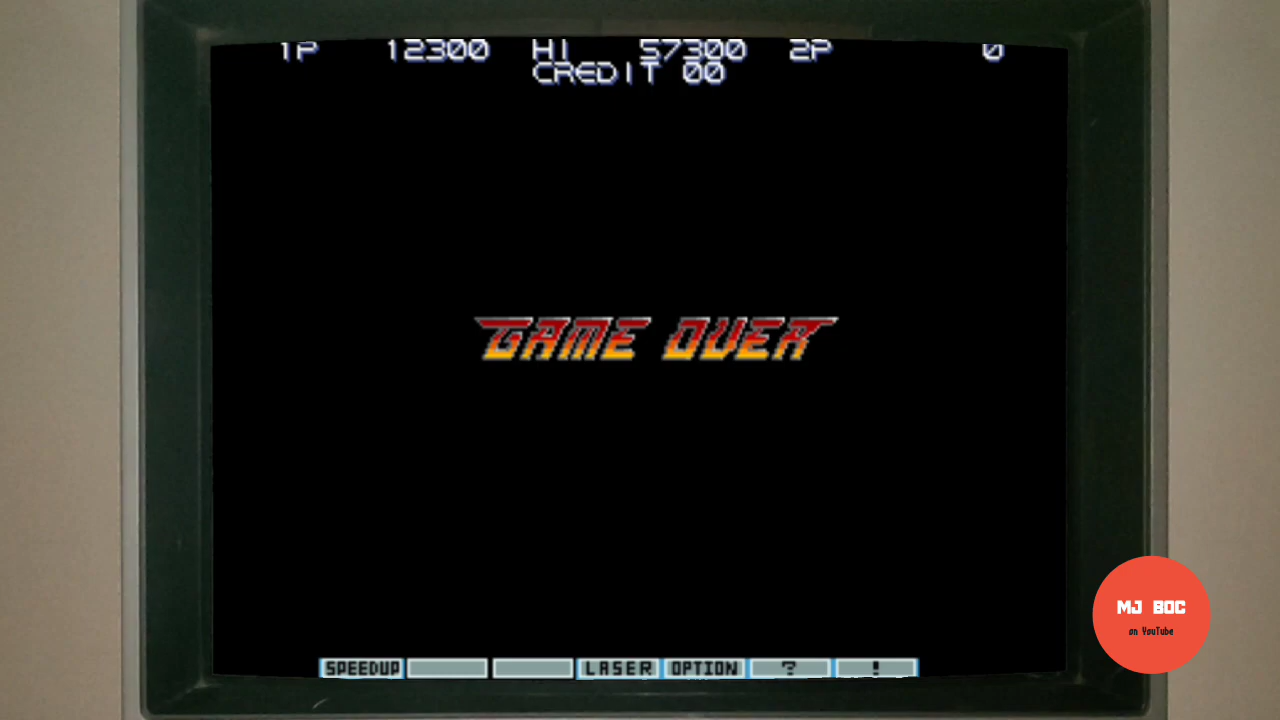 1P 12300 HI 57300 2P 0
CREDIT 00
GAME OVER
SPEEDUP LASER OPTION ? !
MJ BOC
on YouTube